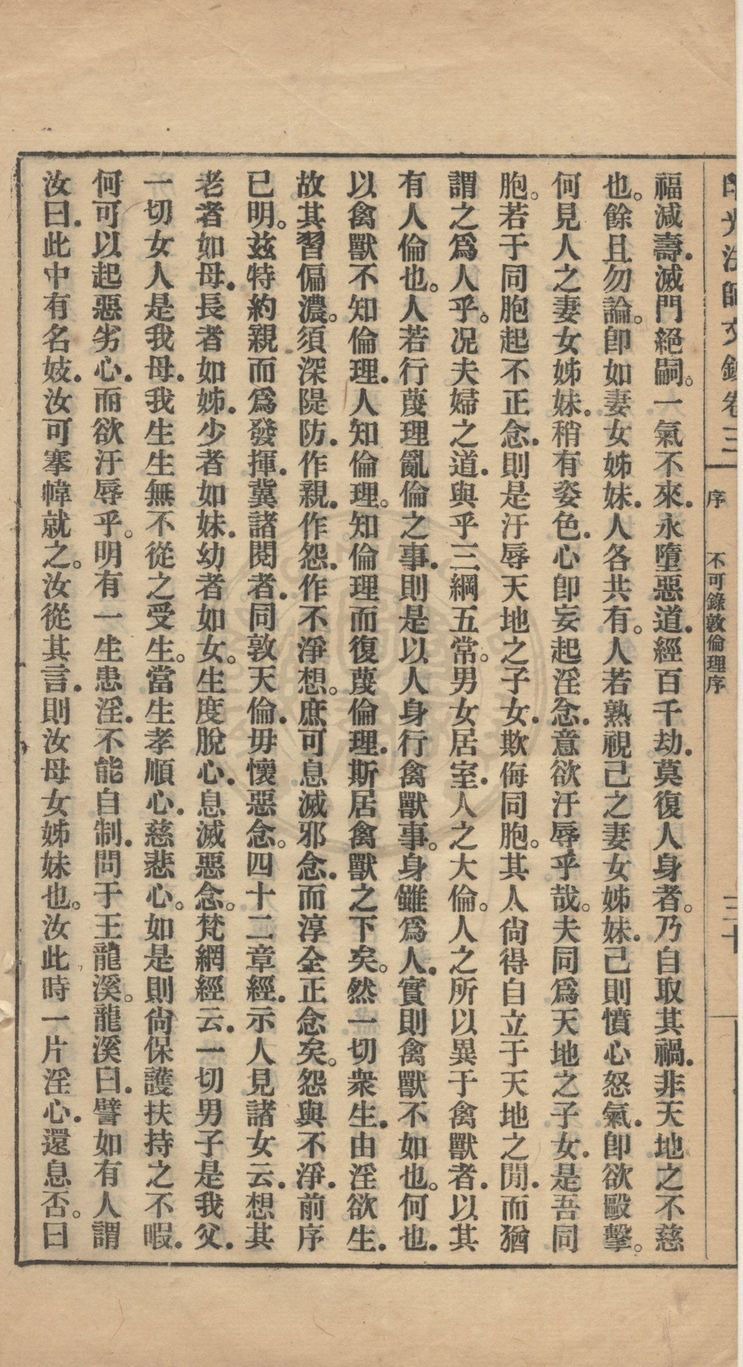 印光法師文鈔卷三　序　不可錄敦倫理序　三十
福減壽。滅門絕嗣。一氣不來。永墮惡道。經百千劫。莫復人身者。乃自取其禍。非天地之不慈
也。餘且勿論。卽如妻女姊妹。人各共有。人若熟視己之妻女姊妹。己則憤心怒氣。卽欲毆擊。
何見人之妻女姊妹。稍有姿色。心卽妄起淫念。意欲汙辱乎哉。夫同爲天地之子女。是吾同
胞。若于同胞起不正念。則是汙辱天地之子女。欺侮同胞。其人尙得自立于天地之閒。而猶
謂之爲人乎。况夫婦之道。與乎三綱五常。男女居室。人之大倫。人之所以異于禽獸者。以其
有人倫也。人若行蔑理亂倫之事。則是以人身行禽獸事。身雖爲人。實則禽獸不如也。何也。
以禽獸不知倫理。人知倫理。知倫理而復蔑倫理。斯居禽獸之下矣。然一切衆生。由淫欲生。
故其習偏濃。須深隄防。作親。作怨。作不淨想。庶可息滅邪念。而淳全正念矣。怨與不淨。前序
已明。茲特約親而爲發揮。冀諸閱者。同敦天倫。毋懷惡念。四十二章經。示人見諸女云。想其
老者如母。長者如姊。少者如妹。幼者如女。生度脫心。息滅惡念。梵網經云。一切男子是我父。
一切女人是我母。我生生無不從之受生。當生孝順心。慈悲心。如是則尙保護扶持之不暇。
何可以起惡劣心。而欲汙辱乎。明有一生患淫。不能自制。問于王龍溪。龍溪曰。譬如有人謂
汝曰。此中有名妓。汝可搴幃就之。汝從其言。則汝母女姊妹也。汝此時一片淫心。還息否。曰